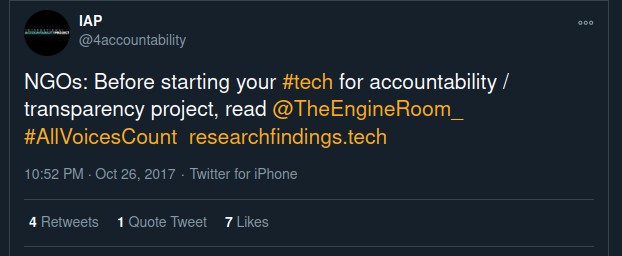 IAP
@4accountability
NGOs: Before starting your #tech for accountability /
transparency project, read @TheEngineRoom_
#AllVoicesCount researchfindings.tech
10:52 PM · Oct 26, 2017 · Twitter for iPhone
4 Retweets 1 Quote Tweet 7 Likes